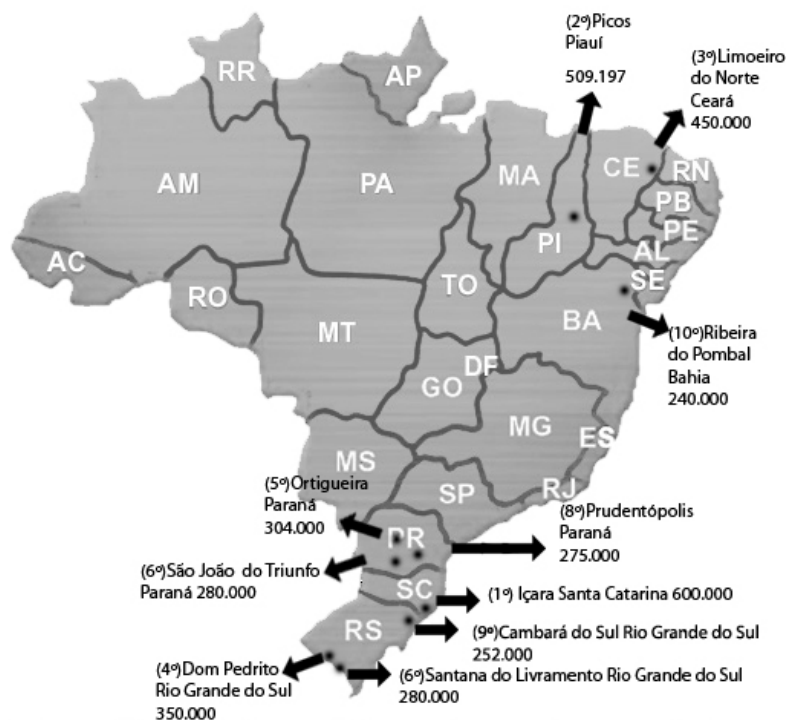 (2º)Picos
Piauí
509.197
(3º)Limoeiro
do Norte
Ceará
450.000
RR
AP
AM
PA
MA
CE
RN
PB
PE
PI
AL
SE
AC
RO
TO
BA
MT
(10º)Ribeira
do Pombal
Bahia
240.000
DF
GO
MG
ES
MS
SP
RJ
(5º)Ortigueira
Paraná
304.000
PR
(8º)Prudentópolis
Paraná
275.000
(6º)São João do Triunfo
Paraná 280.000
SC
(1º) Içara Santa Catarina 600.000
RS
(9º)Cambará do Sul Rio Grande do Sul
252.000
(4º)Dom Pedrito
Rio Grande do Sul
350.000
(6º)Santana do Livramento Rio Grande do Sul
280.000